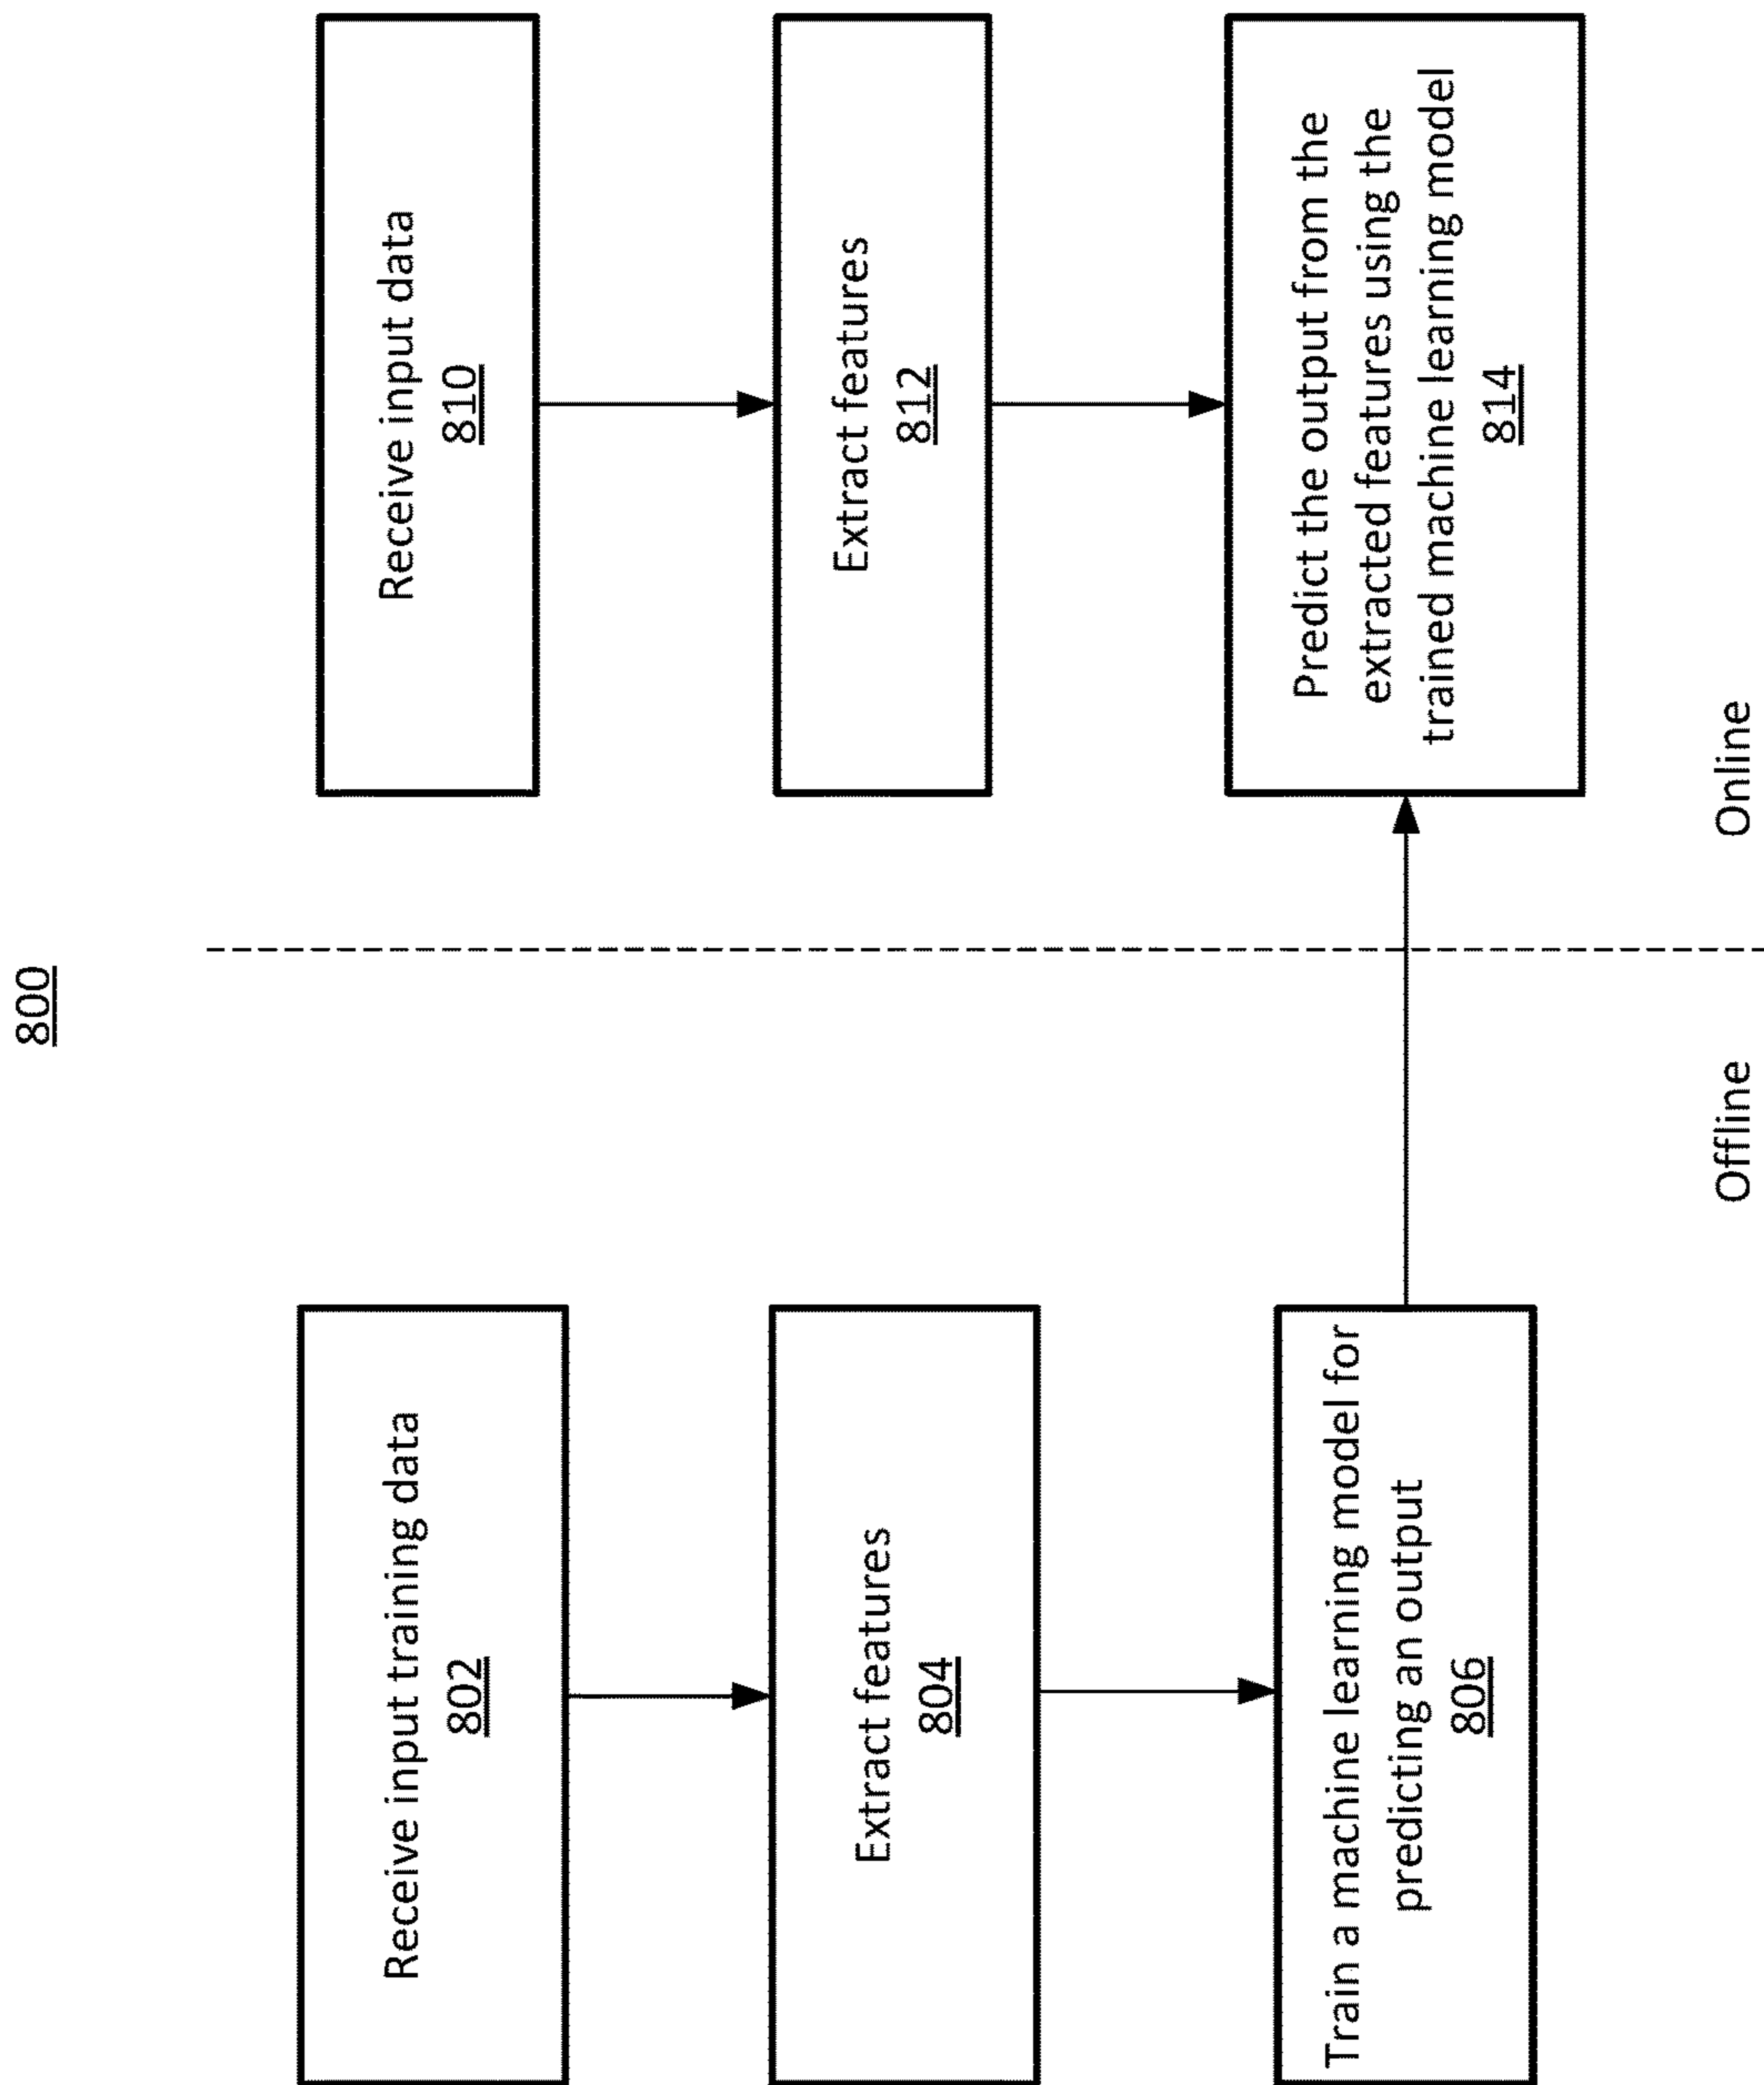 800
Receive input training data
802
Extract features
804
Train a machine learning model for
predicting an output
806
Offline
Receive input data
810
Extract features
812
Predict the output from the
extracted features using the
trained machine learning model
814
Online